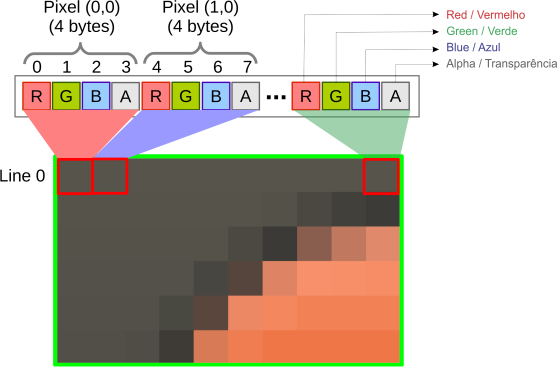 Pixel (0,0)
(4 bytes)
Pixel (1,0)
(4 bytes)
Red / Vermelho
Green / Verde
Blue / Azul
Alpha / Transparência
0 1 2 3 4 5 6 7
R G B A R G B A ... R G B A
Line 0